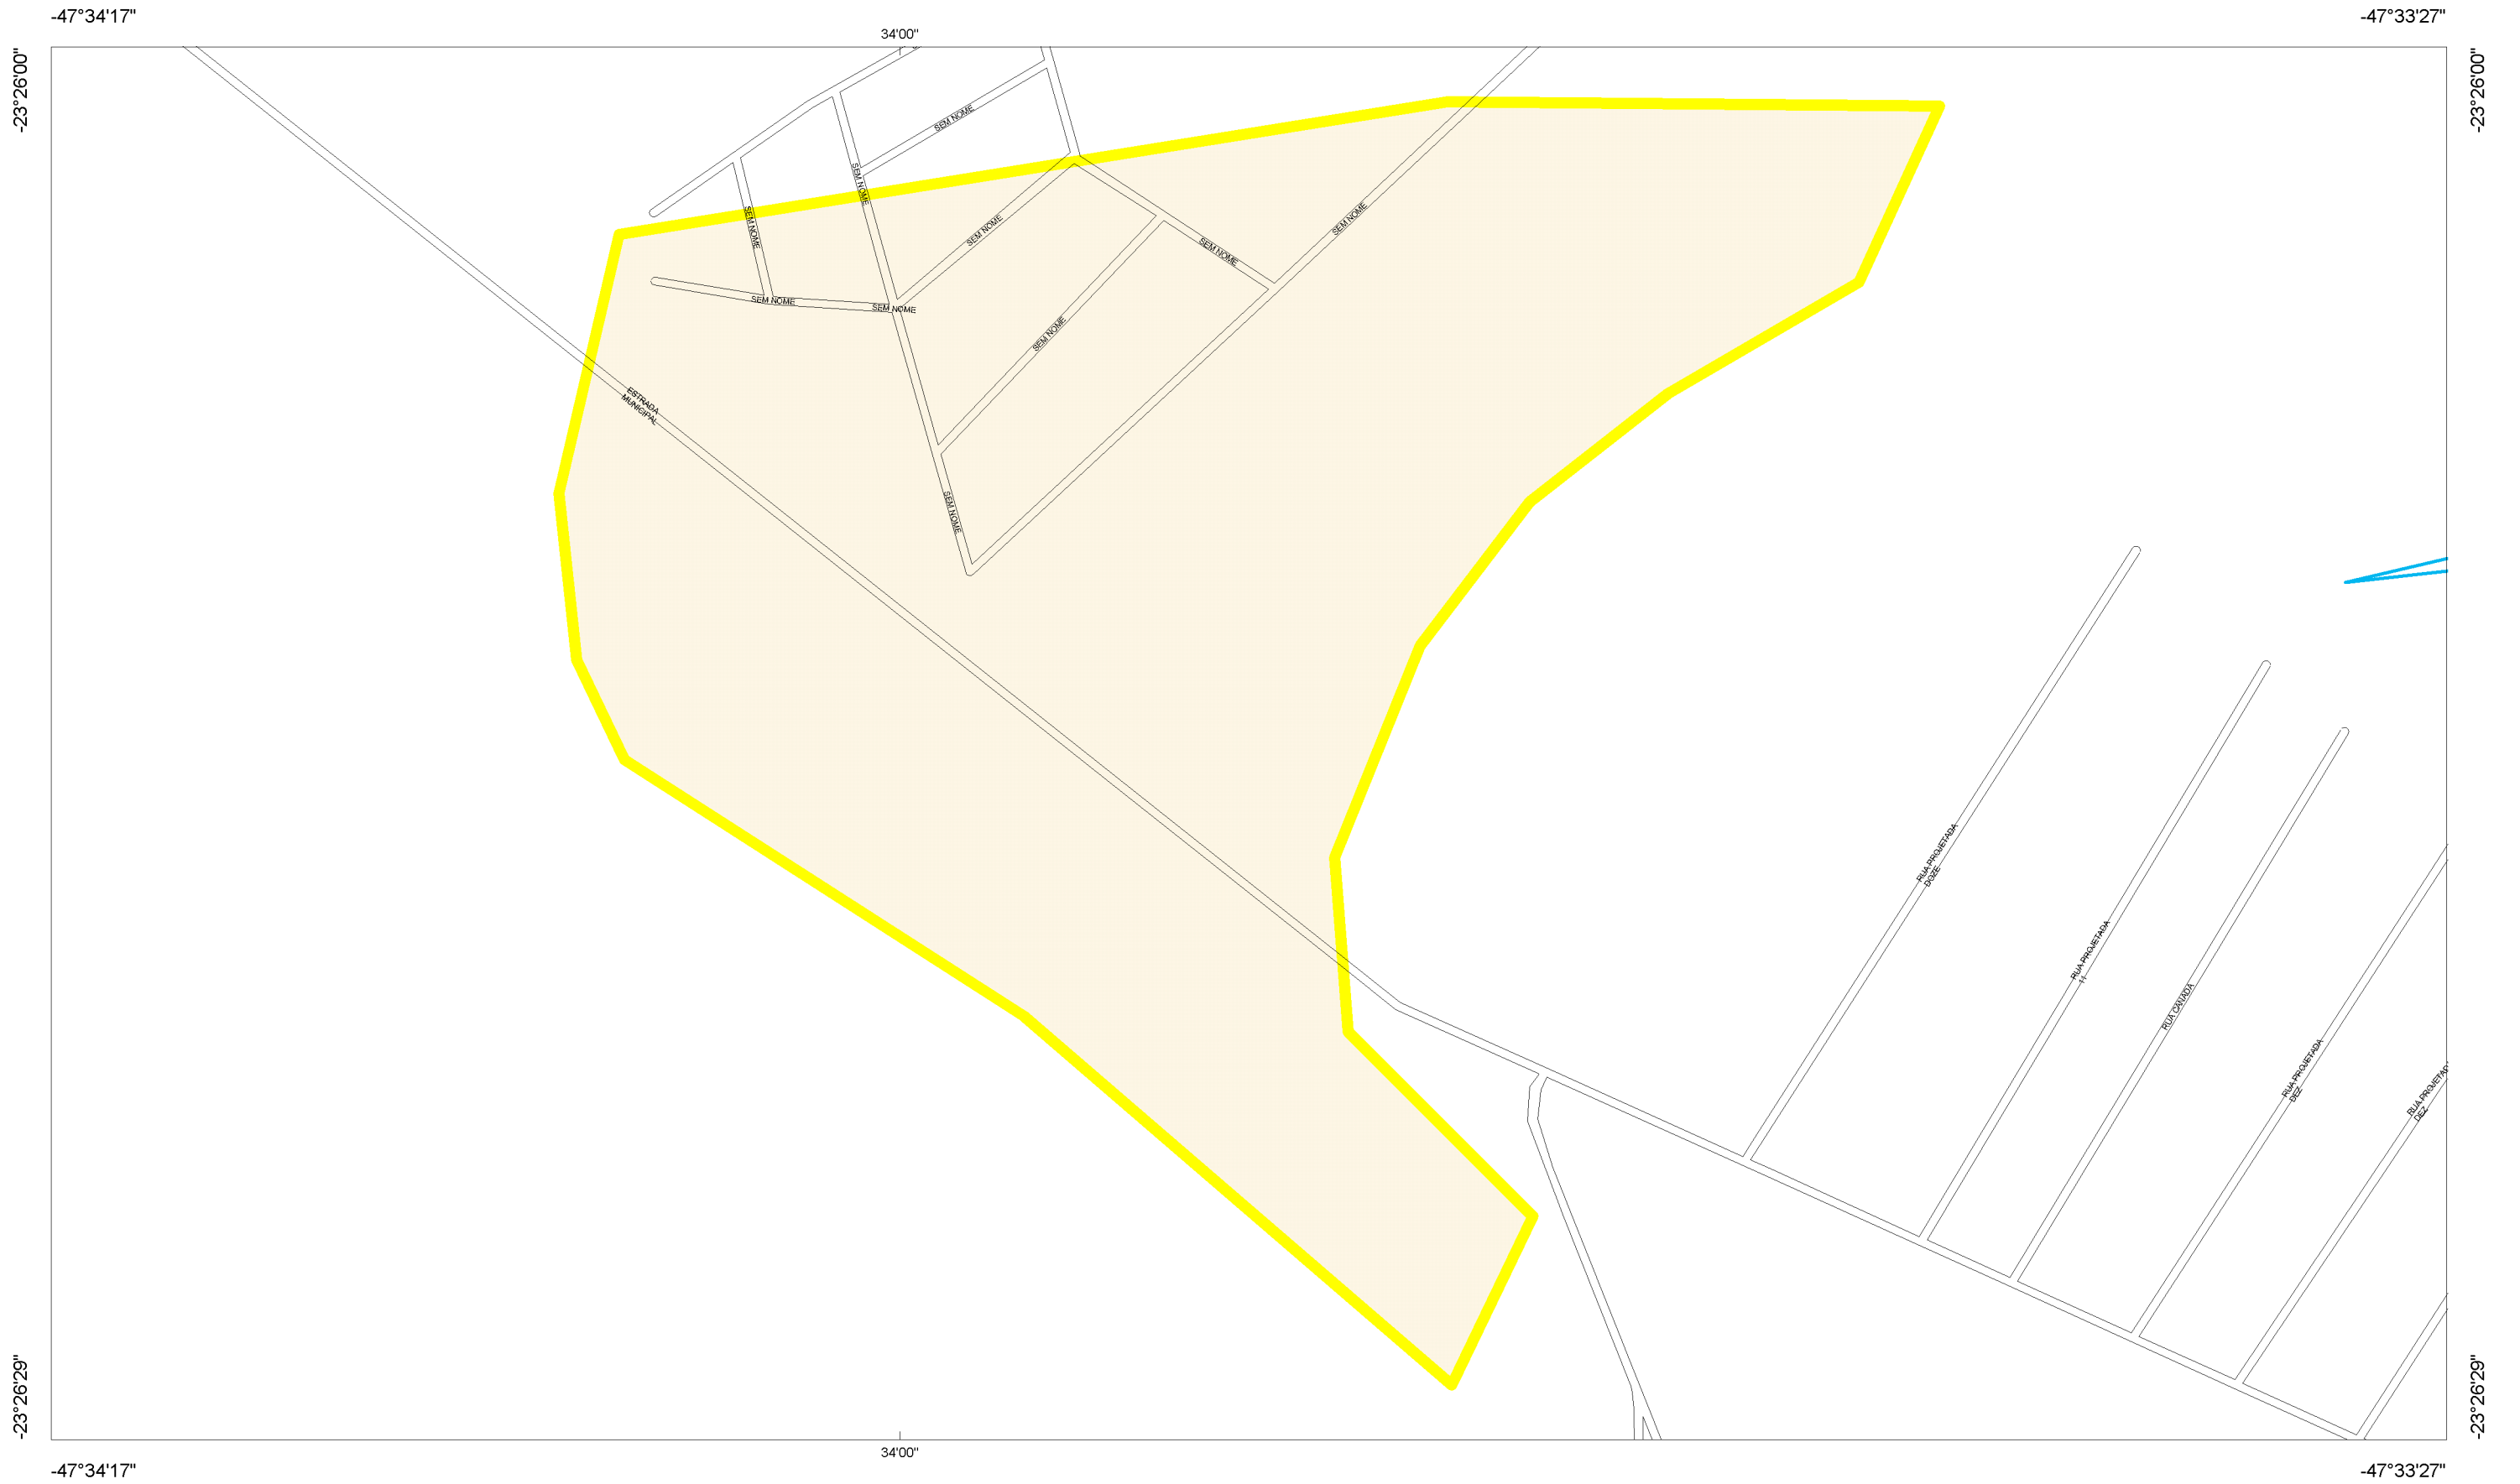 -47°34'17"
-47°33'27"
34'00"
-23°26'00"
-23°26'00"
SEM NOME
SEM NOME
SEM NOME
SEM NOME
SEM NOME
SEM NOME
SEM NOME
SEM NOME
SEM NOME
ESTRADA
MUNICIPAL
SEM NOME
RUA PROJETADA
DOZE
RUA PROJETADA
11
RUA CANADA
RUA PROJETADA
DEZ
RUA PROJETAD
DEZ
-23°26'29"
-23°26'29"
34'00"
-47°34'17"
-47°33'27"